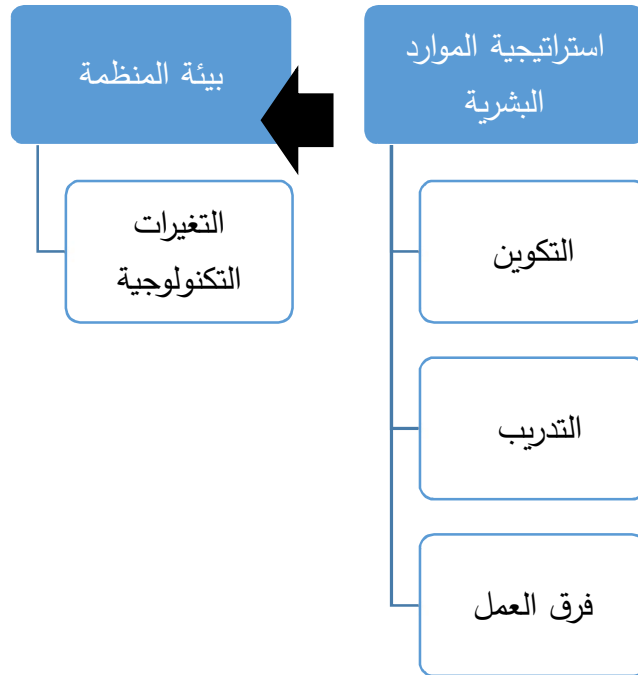 استراتيجية الموارد
البشرية
التكوين
التدريب
فرق العمل
بيئة المنظمة
التغيرات
التكنولوجية